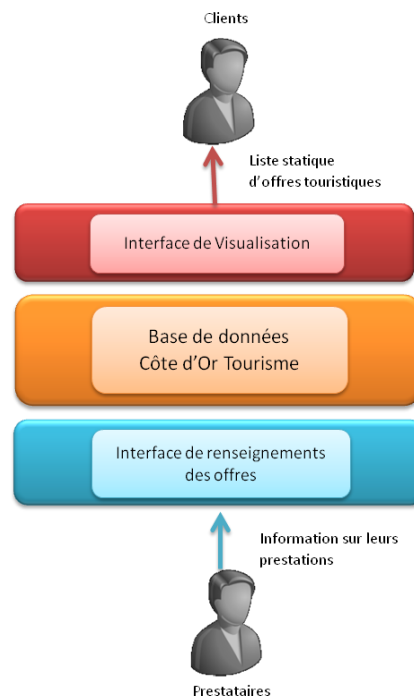 Clients
Liste statique
d'offres touristiques
Interface de Visualisation
Base de données
Côte d'Or Tourisme
Interface de renseignements
des offres
Information sur leurs
prestations
Prestataires